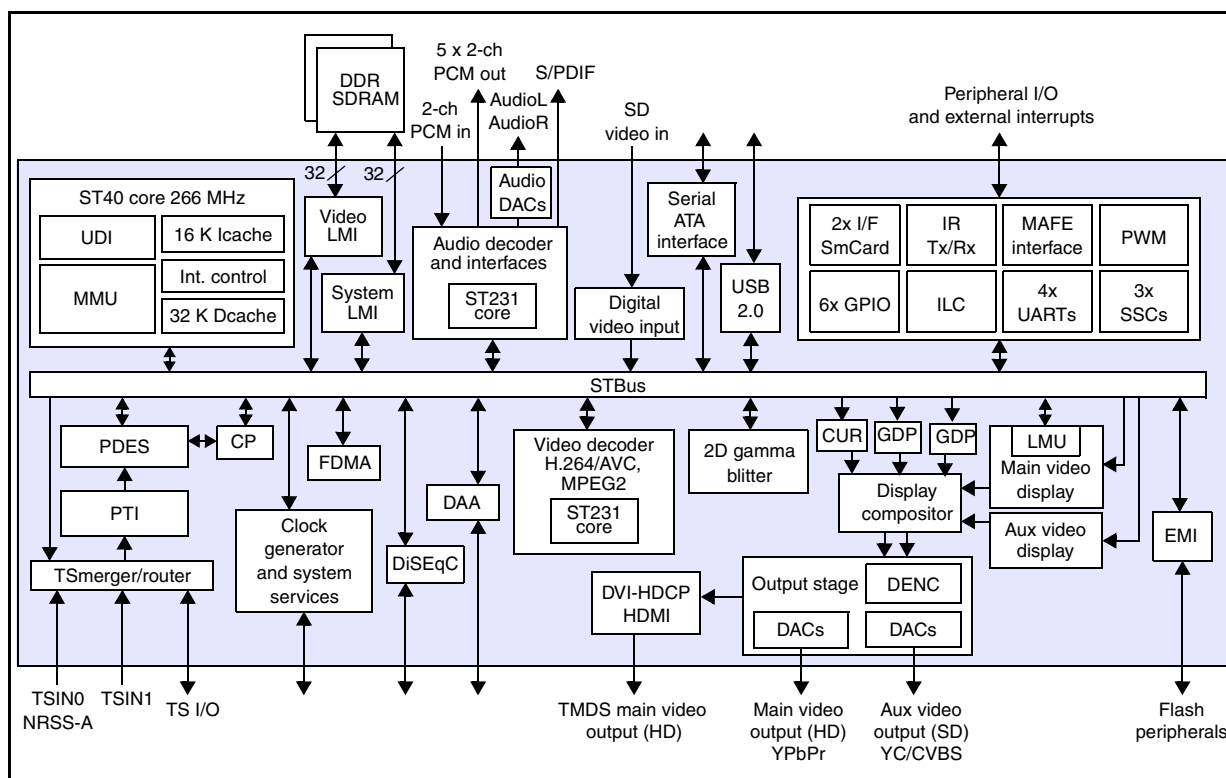 DDR
SDRAM
5 x 2-ch
PCM out
S/PDIF
2-ch
PCM in
AudioL
AudioR
SD
video in
Peripheral I/O
and external interrupts
32
32
ST40 core 266 MHz
UDI
16 K Icache
MMU
Int. control
32 K Dcache
Video
LMI
System
LMI
Audio
DACs
Audio decoder
and interfaces
ST231
core
Digital
video input
Serial
ATA
interface
USB
2.0
2x I/F
SmCard
IR
Tx/Rx
MAFE
interface
PWM
6x GPIO
ILC
4x
UARTs
3x
SSCs
STBus
PDES
CP
FDMA
PTI
TSmerger/router
Clock
generator
and system
services
DiSEqC
DAA
Video decoder
H.264/AVC,
MPEG2
ST231
core
2D gamma
blitter
CUR
GDP
GDP
LMU
Main video
display
Display
compositor
Aux video
display
EMI
DVI-HDCP
HDMI
Output stage
DENC
DACs
DACs
TSIN0
NRSS-A
TSIN1
TS I/O
TMDS main video
output (HD)
Main video
output (HD)
YPbPr
Aux video
output (SD)
YC/CVBS
Flash
peripherals